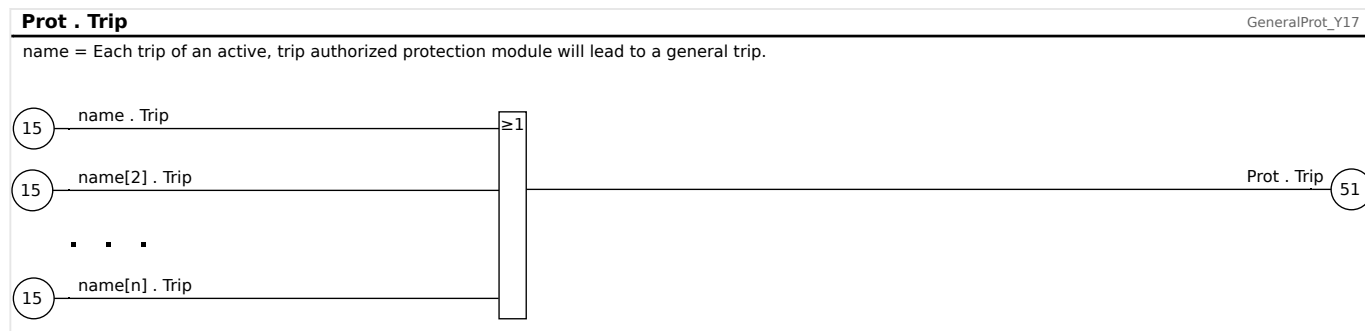 Prot . Trip
GeneralProt_Y17
name = Each trip of an active, trip authorized protection module will lead to a general trip.
name . Trip
15
≥1
name[2] . Trip
15
Prot . Trip
51
. . .
name[n] . Trip
15